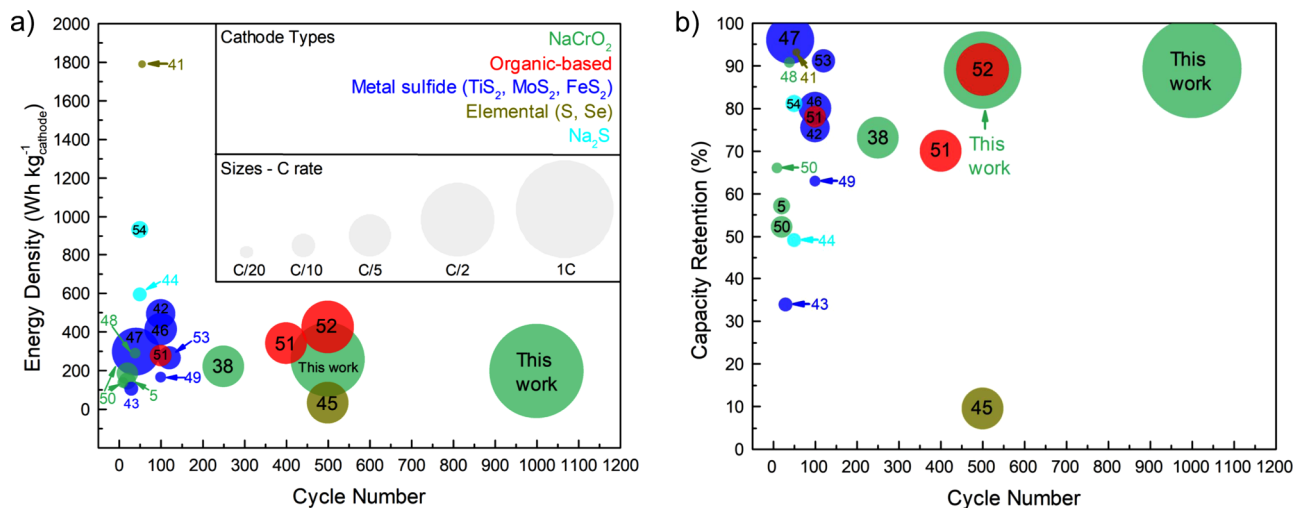 a)
Energy Density (Wh kg⁻¹cathode)
2000
1800
1600
1400
1200
1000
800
600
400
200
0
Cathode Types
NaCrO₂
Organic-based
Metal sulfide (TiS₂, MoS₂, FeS₂)
Elemental (S, Se)
Na₂S
Sizes - C rate
C/20 C/10 C/5 C/2 1C
41
54
44
42
48
47
46
53
51
49
50
5
43
38
51
52
This work
45
This
work
0 100 200 300 400 500 600 700 800 900 1000 1100 1200
Cycle Number
b)
Capacity Retention (%)
100
90
80
70
60
50
40
30
20
10
0
47
53
48
41
54
46
51
42
50
49
5
50
44
43
38
51
52
This
work
This
work
45
0 100 200 300 400 500 600 700 800 900 1000 1100 1200
Cycle Number